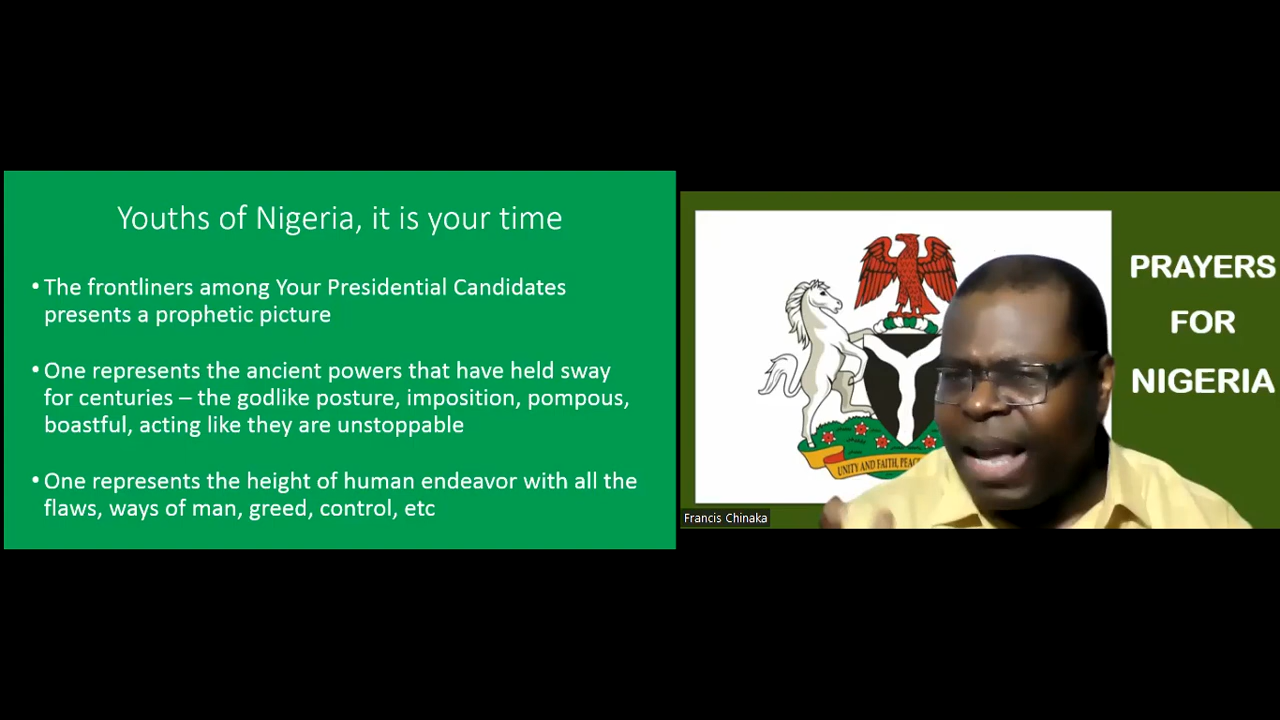 Youths of Nigeria, it is your time
• The frontliners among Your Presidential Candidates
presents a prophetic picture
• One represents the ancient powers that have held sway
for centuries – the godlike posture, imposition, pompous,
boastful, acting like they are unstoppable
• One represents the height of human endeavor with all the
flaws, ways of man, greed, control, etc
PRAYERS
FOR
NIGERIA
UNITY AND FAITH, PEAC
Francis Chinaka